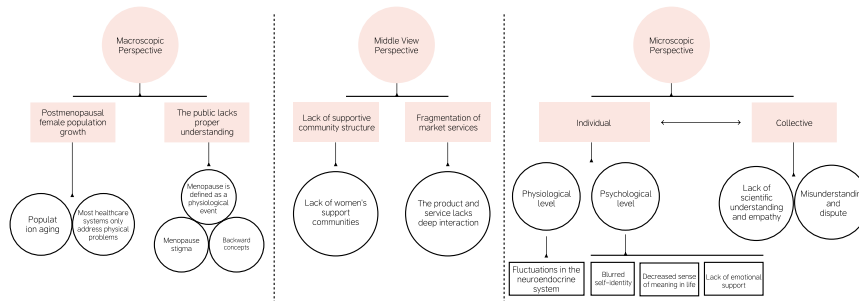 Macroscopic
Perspective
Postmenopausal
female population
growth
The public lacks
proper
understanding
Populat
ion aging
Most healthcare
systems only
address physical
problems
Menopause is
defined as a
physiological
event
Menopause
stigma
Backward
concepts
Middle View
Perspective
Lack of supportive
community structure
Fragmentation of
market services
Lack of women's
support
communities
The product and
service lacks
deep interaction
Microscopic
Perspective
Individual
Collective
Physiological
level
Psychological
level
Lack of
scientific
understanding
and empathy
Misunderstanding
and
dispute
Fluctuations in the
neuroendocrine
system
Blurred
self-identity
Decreased sense
of meaning in life
Lack of emotional
support